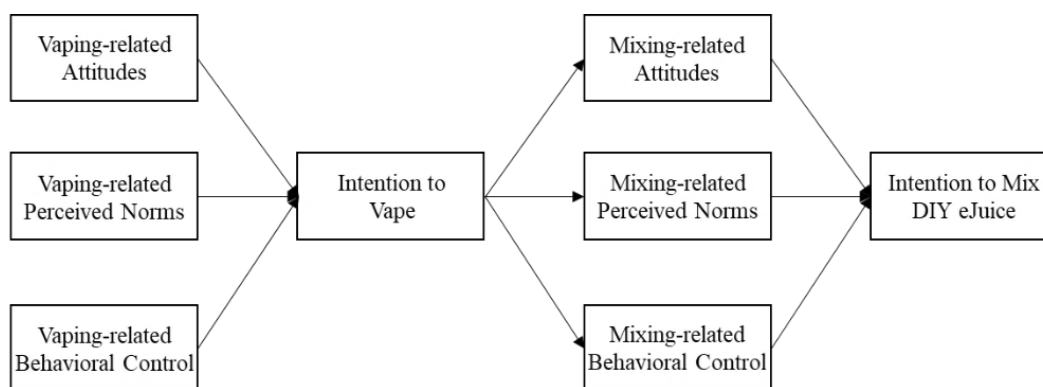 Vaping-related
Attitudes
Mixing-related
Attitudes
Vaping-related
Perceived Norms
Intention to
Vape
Mixing-related
Perceived Norms
Intention to Mix
DIY eJuice
Vaping-related
Behavioral Control
Mixing-related
Behavioral Control